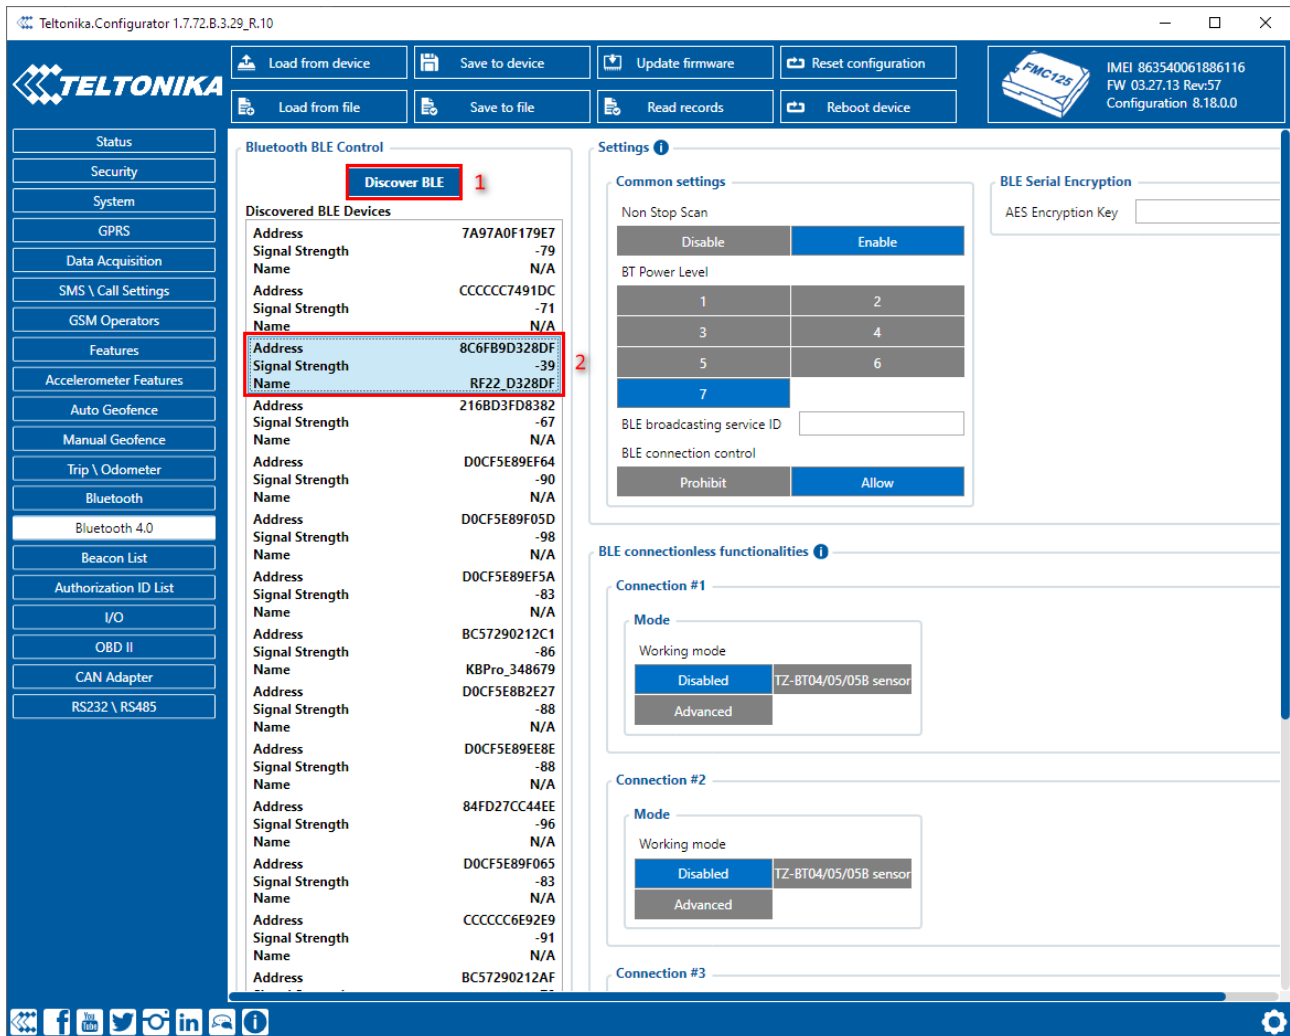 Teltonika.Configurator 1.7.72.B.3.29_R.10
TELTONIKA
Load from device
Save to device
Update firmware
Reset configuration
Load from file
Save to file
Read records
Reboot device
FMC125
IMEI 863540061886116
FW 03.27.13 Rev:57
Configuration 8.18.0.0
Status
Security
System
GPRS
Data Acquisition
SMS \ Call Settings
GSM Operators
Features
Accelerometer Features
Auto Geofence
Manual Geofence
Trip \ Odometer
Bluetooth
Bluetooth 4.0
Beacon List
Authorization ID List
I/O
OBD II
CAN Adapter
RS232 \ RS485
Bluetooth BLE Control
Discover BLE 1
Discovered BLE Devices
Address 7A97A0F179E7
Signal Strength -79
Name N/A
Address CCCCCC7491DC
Signal Strength -71
Name N/A
Address 8C6FB9D328DF
Signal Strength -39 2
Name RF22_D328DF
Address 216BD3FD8382
Signal Strength -67
Name N/A
Address D0CF5E89EF64
Signal Strength -90
Name N/A
Address D0CF5E89F05D
Signal Strength -98
Name N/A
Address D0CF5E89EF5A
Signal Strength -83
Name N/A
Address BC57290212C1
Signal Strength -86
Name KBPro_348679
Address D0CF5E8B2E27
Signal Strength -88
Name N/A
Address D0CF5E89EE8E
Signal Strength -88
Name N/A
Address 84FD27CC44EE
Signal Strength -96
Name N/A
Address D0CF5E89F065
Signal Strength -83
Name N/A
Address CCCCCC6E92E9
Signal Strength -91
Name N/A
Address BC57290212AF
Settings
Common settings
Non Stop Scan
Disable Enable
BT Power Level
1 2
3 4
5 6
7
BLE broadcasting service ID
BLE connection control
Prohibit Allow
BLE Serial Encryption
AES Encryption Key
BLE connectionless functionalities
Connection #1
Mode
Working mode
Disabled TZ-BT04/05/05B sensor
Advanced
Connection #2
Mode
Working mode
Disabled TZ-BT04/05/05B sensor
Advanced
Connection #3
You
Tube
in